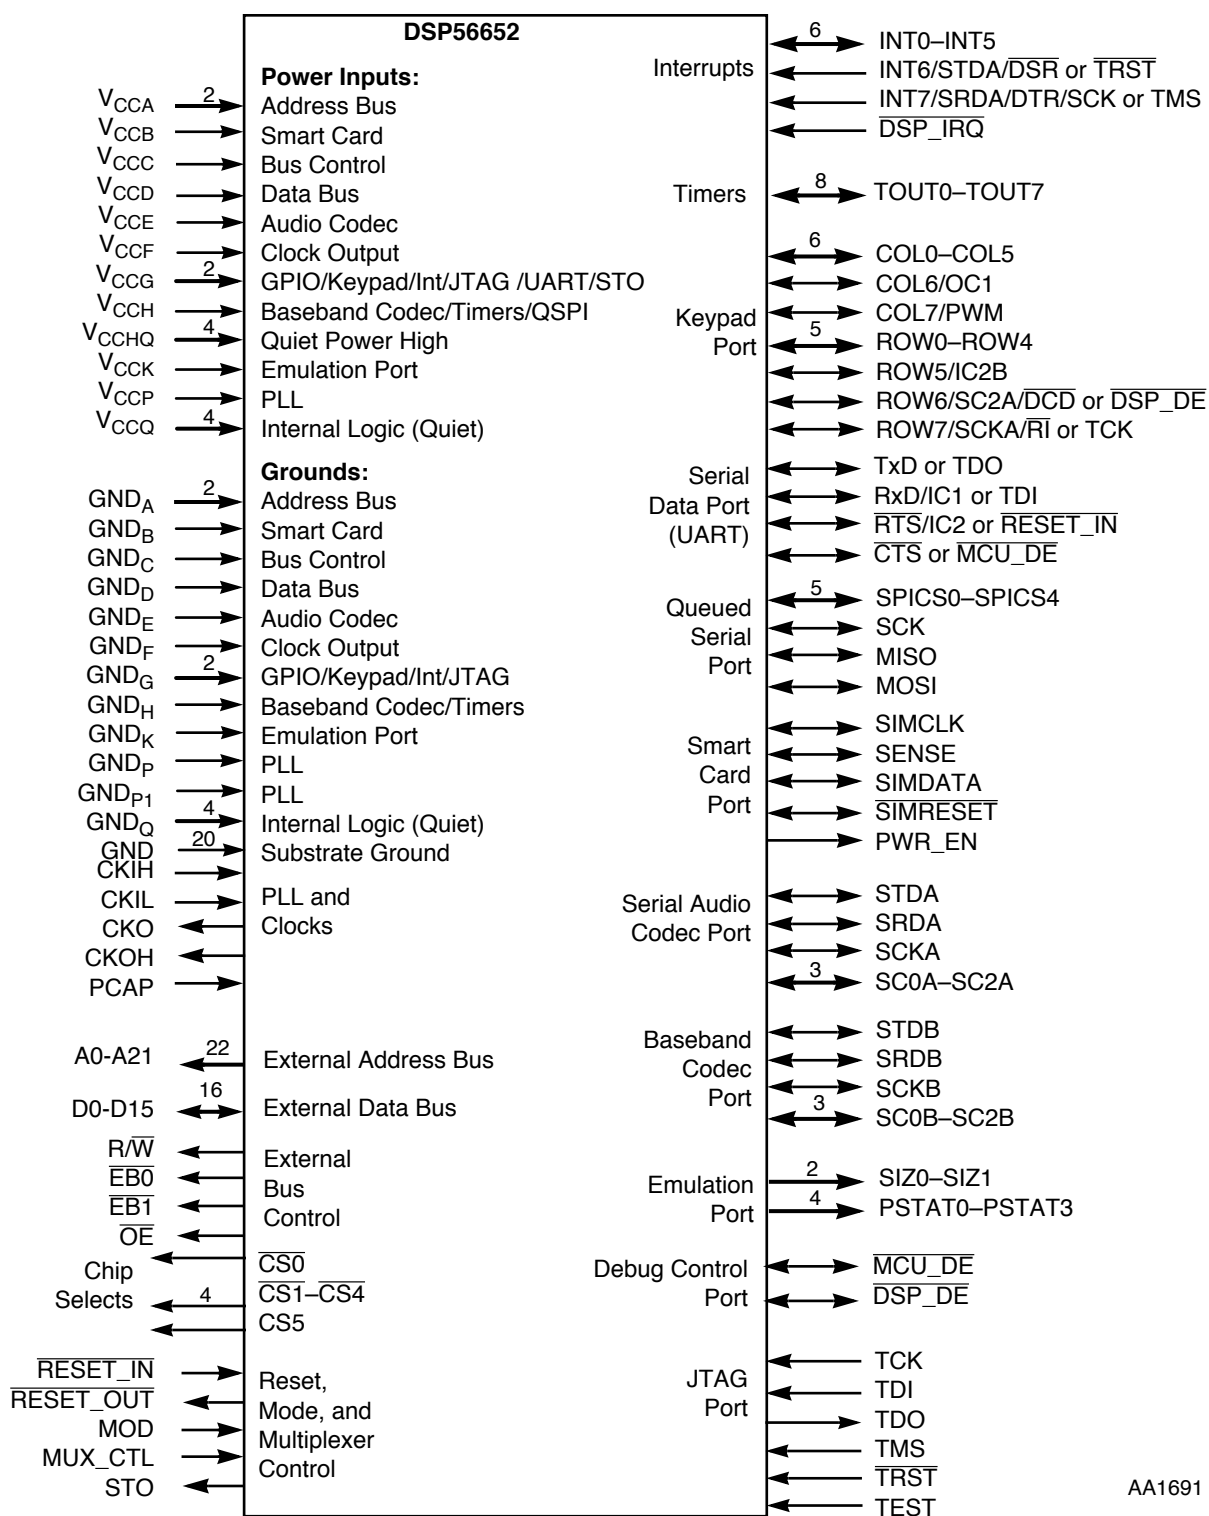 DSP56652
Power Inputs:
VCCA 2 Address Bus
VCCB Smart Card
VCCC Bus Control
VCCD Data Bus
VCCE Audio Codec
VCCF Clock Output
VCCG 2 GPIO/Keypad/Int/JTAG /UART/STO
VCCH Baseband Codec/Timers/QSPI
VCCHQ 4 Quiet Power High
VCCK Emulation Port
VCCP PLL
VCCQ 4 Internal Logic (Quiet)
Grounds:
GNDA 2 Address Bus
GNDB Smart Card
GNDC Bus Control
GNDD Data Bus
GNDE Audio Codec
GNDF Clock Output
GNDG 2 GPIO/Keypad/Int/JTAG
GNDH Baseband Codec/Timers
GNDK Emulation Port
GNDP PLL
GNDP1 PLL
GNDQ 4 Internal Logic (Quiet)
GND 20 Substrate Ground
CKIH
CKIL PLL and
CKO Clocks
CKOH
PCAP
A0-A21 22 External Address Bus
D0-D15 16 External Data Bus
R/W External
EB0 Bus
EB1 Control
OE
Chip CS0
Selects 4 CS1–CS4
CS5
RESET_IN Reset,
RESET_OUT Mode, and
MOD Multiplexer
MUX_CTL Control
STO
6 INT0–INT5
Interrupts INT6/STDA/DSR or TRST
INT7/SRDA/DTR/SCK or TMS
DSP_IRQ
Timers 8 TOUT0–TOUT7
6 COL0–COL5
COL6/OC1
Keypad COL7/PWM
Port 5 ROW0–ROW4
ROW5/IC2B
ROW6/SC2A/DCD or DSP_DE
ROW7/SCKA/RI or TCK
Serial TxD or TDO
Data Port RxD/IC1 or TDI
(UART) RTS/IC2 or RESET_IN
CTS or MCU_DE
Queued 5 SPICS0–SPICS4
Serial SCK
Port MISO
MOSI
SIMCLK
Smart SENSE
Card SIMDATA
Port SIMRESET
PWR_EN
Serial Audio STDA
Codec Port SRDA
SCKA
3 SC0A–SC2A
Baseband STDB
Codec SRDB
Port SCKB
3 SC0B–SC2B
Emulation 2 SIZ0–SIZ1
Port 4 PSTAT0–PSTAT3
Debug Control MCU_DE
Port DSP_DE
TCK
JTAG TDI
Port TDO
TMS
TRST
TEST
AA1691